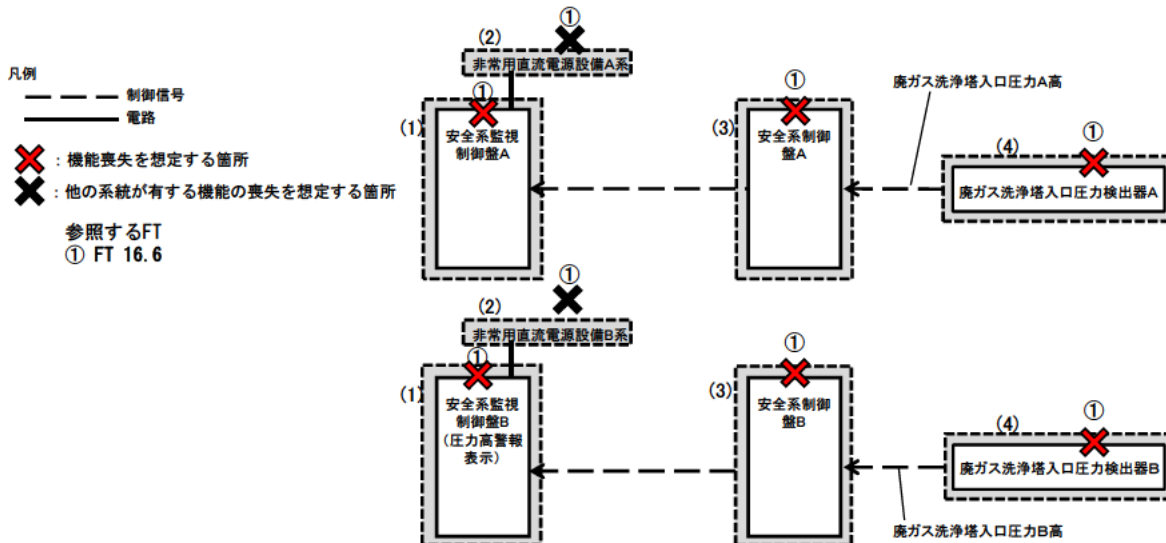 凡例
制御信号
電路
：機能喪失を想定する箇所
：他の系統が有する機能の喪失を想定する箇所
参照するFT
① FT 16.6
①
(2)
非常用直流電源設備A系
①
(1)
安全系監視
制御盤A
①
(3)
安全系制御
盤A
廃ガス洗浄塔入口圧力A高
①
(4)
廃ガス洗浄塔入口圧力検出器A
①
(2)
非常用直流電源設備B系
①
(1)
安全系監視
制御盤B
（圧力高警報
表示）
①
(3)
安全系制御
盤B
①
(4)
廃ガス洗浄塔入口圧力検出器B
廃ガス洗浄塔入口圧力B高